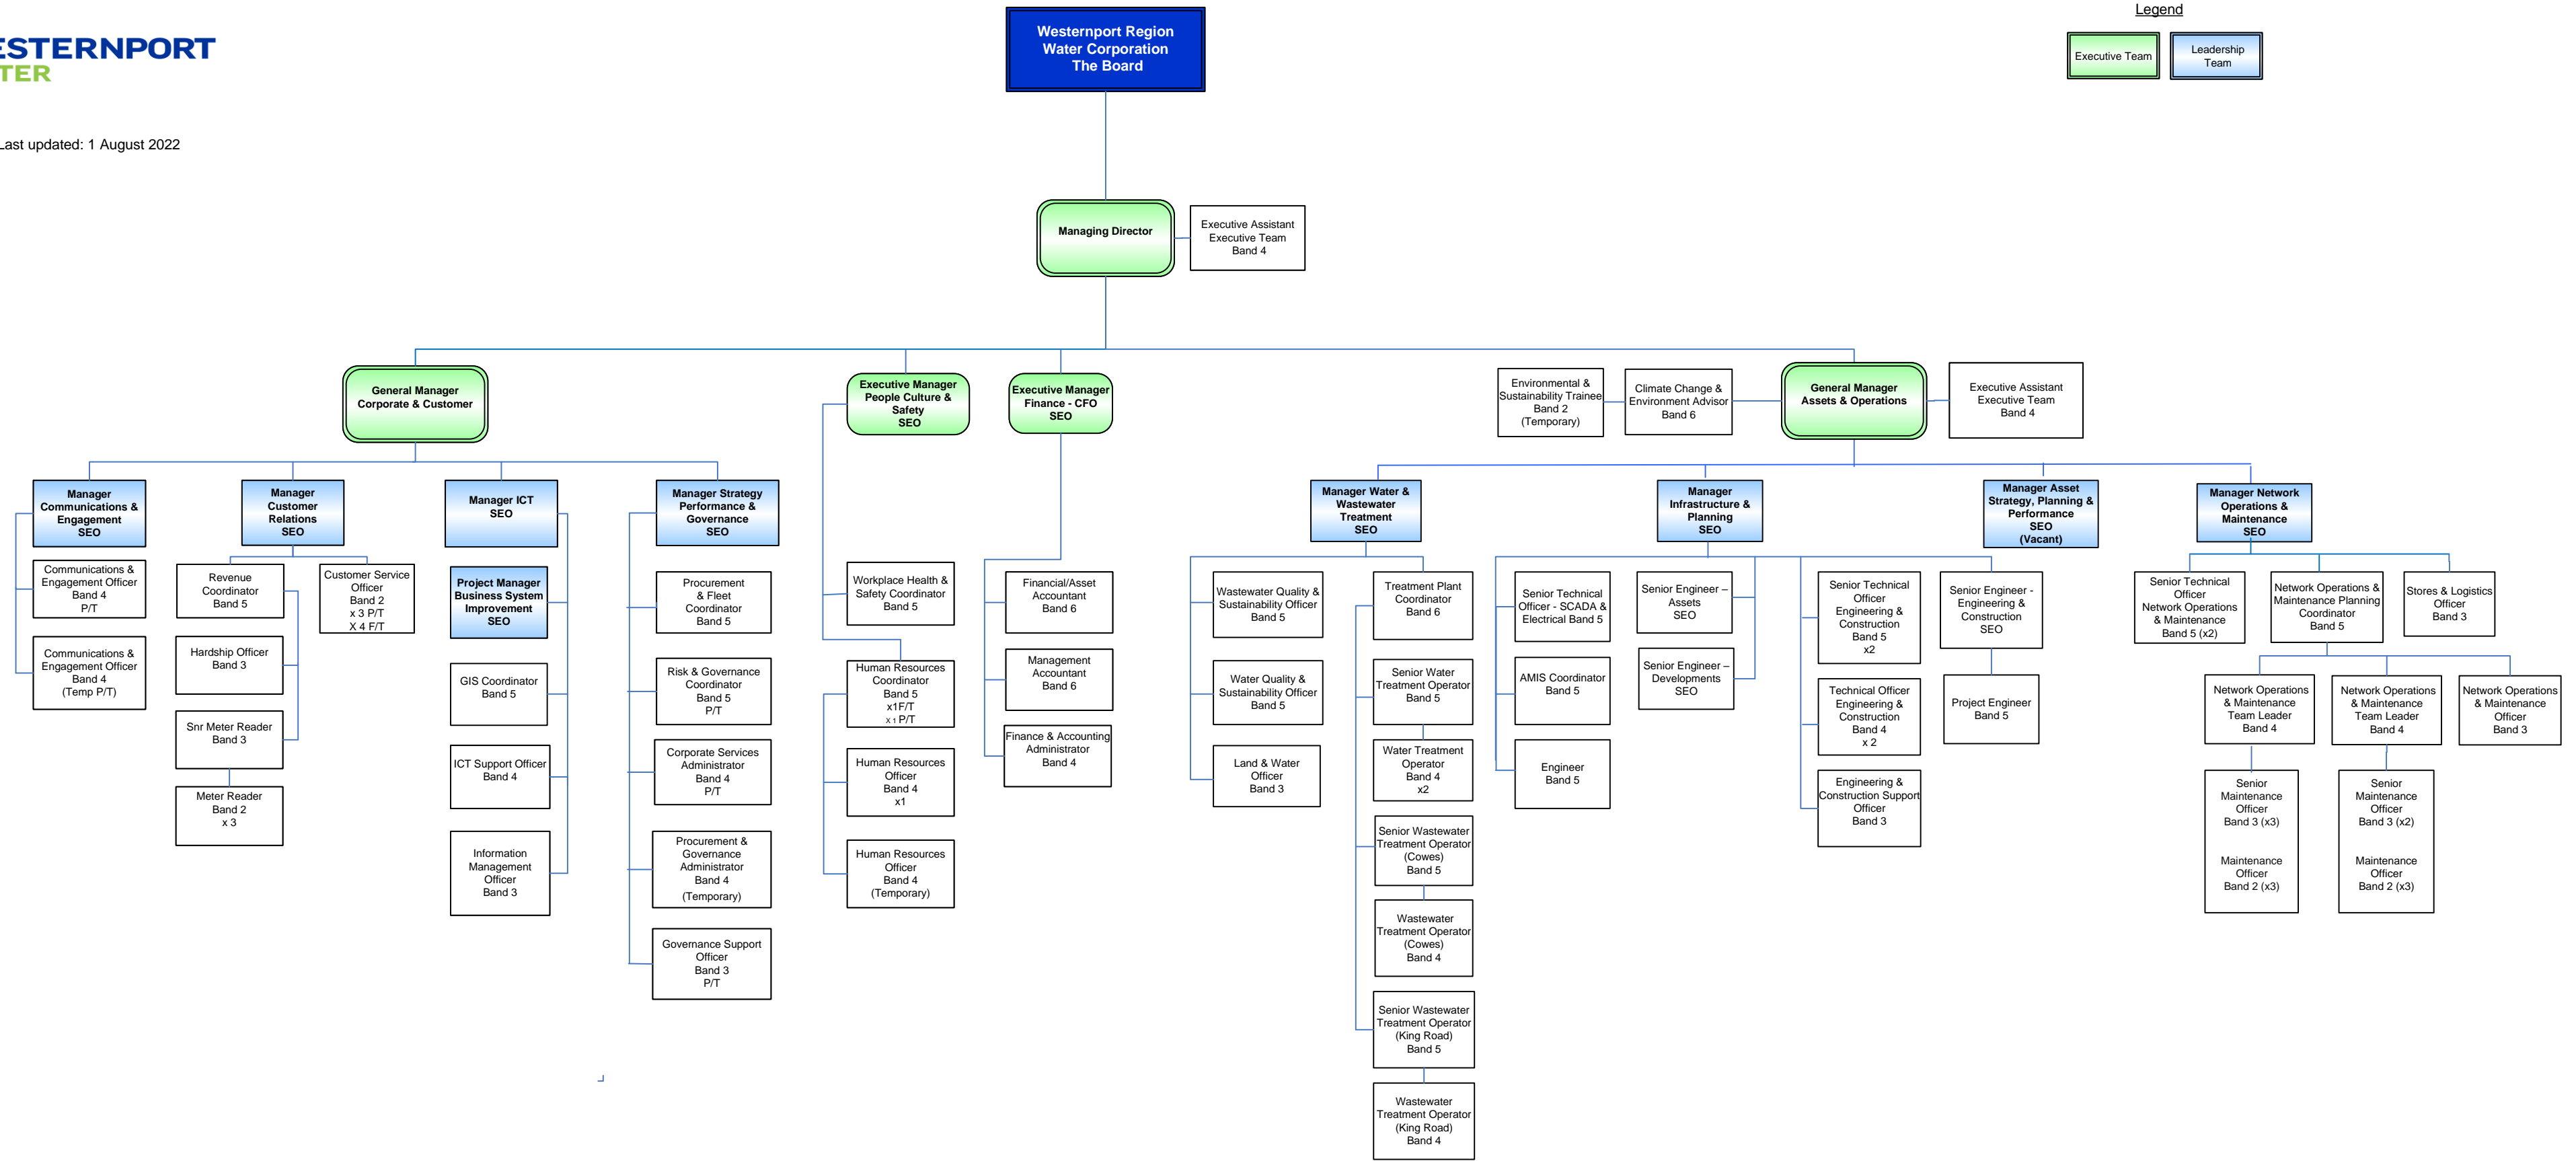 ESTERNPORT
TER
Last updated: 1 August 2022
Westernport Region
Water Corporation
The Board
Legend
Executive Team
Leadership
Team
Managing Director
Executive Assistant
Executive Team
Band 4
General Manager
Corporate & Customer
Executive Manager
People Culture &
Safety
SEO
Executive Manager
Finance - CFO
SEO
Environmental &
Sustainability Trainee
Band 2
(Temporary)
Climate Change &
Environment Advisor
Band 6
General Manager
Assets & Operations
Executive Assistant
Executive Team
Band 4
Manager
Communications &
Engagement
SEO
Manager
Customer
Relations
SEO
Manager ICT
SEO
Manager Strategy
Performance &
Governance
SEO
Manager Water &
Wastewater
Treatment
SEO
Manager
Infrastructure &
Planning
SEO
Manager Asset
Strategy, Planning &
Performance
SEO
(Vacant)
Manager Network
Operations &
Maintenance
SEO
Communications &
Engagement Officer
Band 4
P/T
Communications &
Engagement Officer
Band 4
(Temp P/T)
Revenue
Coordinator
Band 5
Hardship Officer
Band 3
Snr Meter Reader
Band 3
Meter Reader
Band 2
x 3
Customer Service
Officer
Band 2
x 3 P/T
X 4 F/T
Project Manager
Business System
Improvement
SEO
GIS Coordinator
Band 5
ICT Support Officer
Band 4
Information
Management
Officer
Band 3
Procurement
& Fleet
Coordinator
Band 5
Risk & Governance
Coordinator
Band 5
P/T
Corporate Services
Administrator
Band 4
P/T
Procurement &
Governance
Administrator
Band 4
(Temporary)
Governance Support
Officer
Band 3
P/T
Workplace Health &
Safety Coordinator
Band 5
Human Resources
Coordinator
Band 5
x1F/T
x 1 P/T
Human Resources
Officer
Band 4
x1
Human Resources
Officer
Band 4
(Temporary)
Financial/Asset
Accountant
Band 6
Management
Accountant
Band 6
Finance & Accounting
Administrator
Band 4
Wastewater Quality &
Sustainability Officer
Band 5
Water Quality &
Sustainability Officer
Band 5
Land & Water
Officer
Band 3
Treatment Plant
Coordinator
Band 6
Senior Water
Treatment Operator
Band 5
Water Treatment
Operator
Band 4
x2
Senior Wastewater
Treatment Operator
(Cowes)
Band 5
Wastewater
Treatment Operator
(Cowes)
Band 4
Senior Wastewater
Treatment Operator
(King Road)
Band 5
Wastewater
Treatment Operator
(King Road)
Band 4
Senior Technical
Officer - SCADA &
Electrical Band 5
AMIS Coordinator
Band 5
Engineer
Band 5
Senior Engineer –
Assets
SEO
Senior Engineer –
Developments
SEO
Senior Technical
Officer
Engineering &
Construction
Band 5
x2
Technical Officer
Engineering &
Construction
Band 4
x 2
Engineering &
Construction Support
Officer
Band 3
Senior Engineer -
Engineering &
Construction
SEO
Project Engineer
Band 5
Senior Technical
Officer
Network Operations
& Maintenance
Band 5 (x2)
Network Operations &
Maintenance Planning
Coordinator
Band 5
Stores & Logistics
Officer
Band 3
Network Operations
& Maintenance
Team Leader
Band 4
Network Operations
& Maintenance
Team Leader
Band 4
Network Operations
& Maintenance
Officer
Band 3
Senior
Maintenance
Officer
Band 3 (x3)
Maintenance
Officer
Band 2 (x3)
Senior
Maintenance
Officer
Band 3 (x2)
Maintenance
Officer
Band 2 (x3)